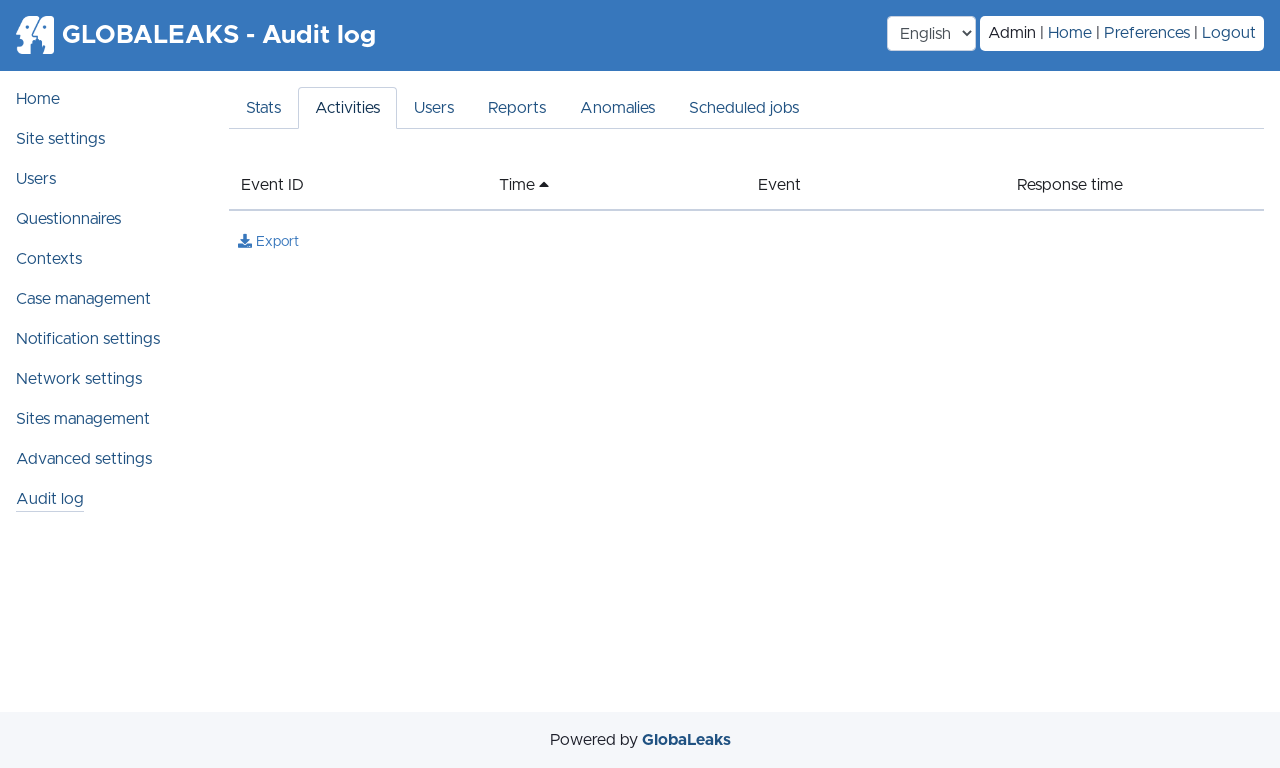 GLOBALEAKS - Audit log
English
Admin | Home | Preferences | Logout
Home
Site settings
Users
Questionnaires
Contexts
Case management
Notification settings
Network settings
Sites management
Advanced settings
Audit log
Stats Activities Users Reports Anomalies Scheduled jobs
Event ID Time Event Response time
Export
Powered by GlobaLeaks